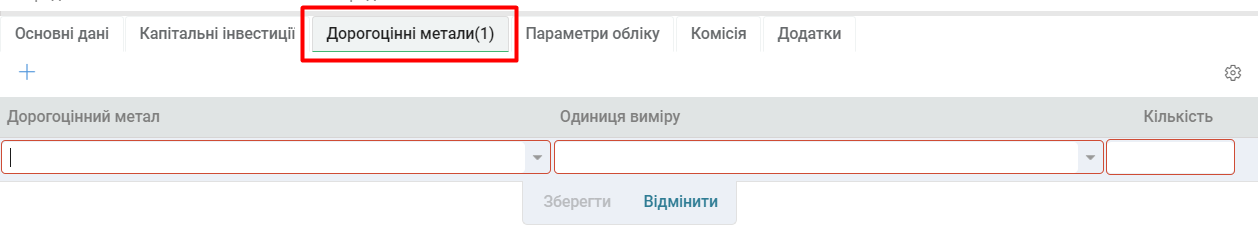 Основні дані Капітальні інвестиції Дорогоцінні метали(1) Параметри обліку Комісія Додатки
Дорогоцінний метал Одиниця виміру Кількість
Зберегти Відмінити